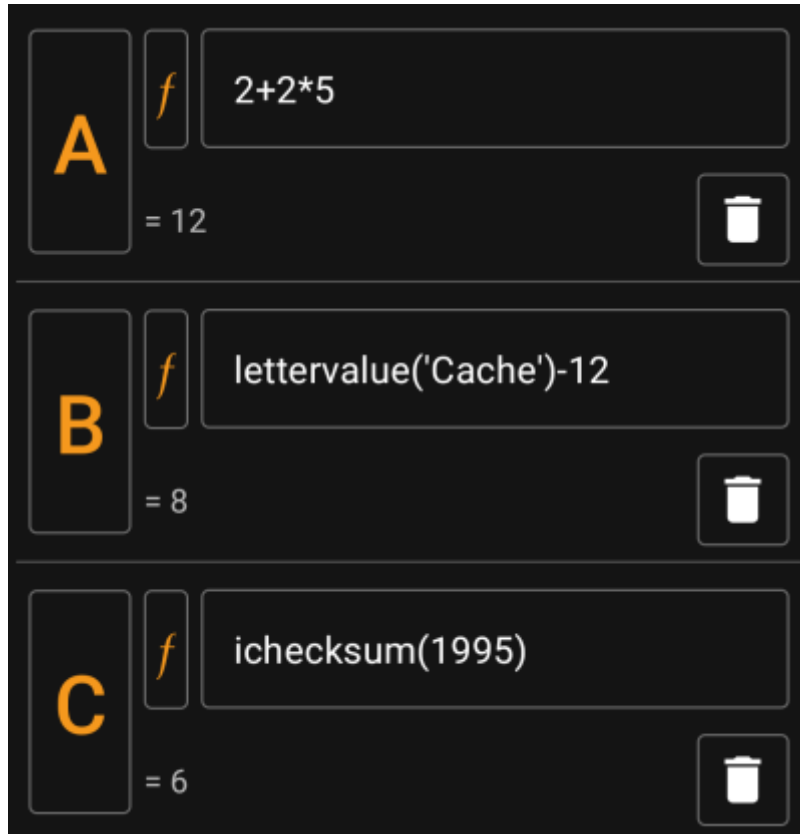 A
f
2+2*5
= 12
B
f
lettervalue('Cache')-12
= 8
C
f
ichecksum(1995)
= 6